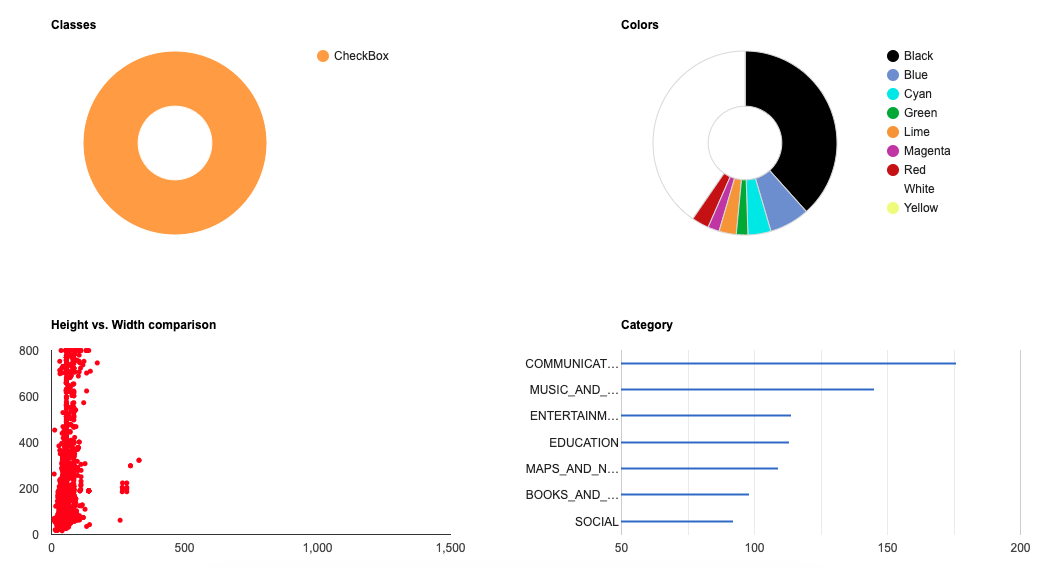 Classes
CheckBox
Colors
Black
Blue
Cyan
Green
Lime
Magenta
Red
White
Yellow
Height vs. Width comparison
800
600
400
200
0
0 500 1,000 1,500
Category
COMMUNICAT…
MUSIC_AND_…
ENTERTAINM…
EDUCATION
MAPS_AND_N…
BOOKS_AND_…
SOCIAL
50 100 150 200